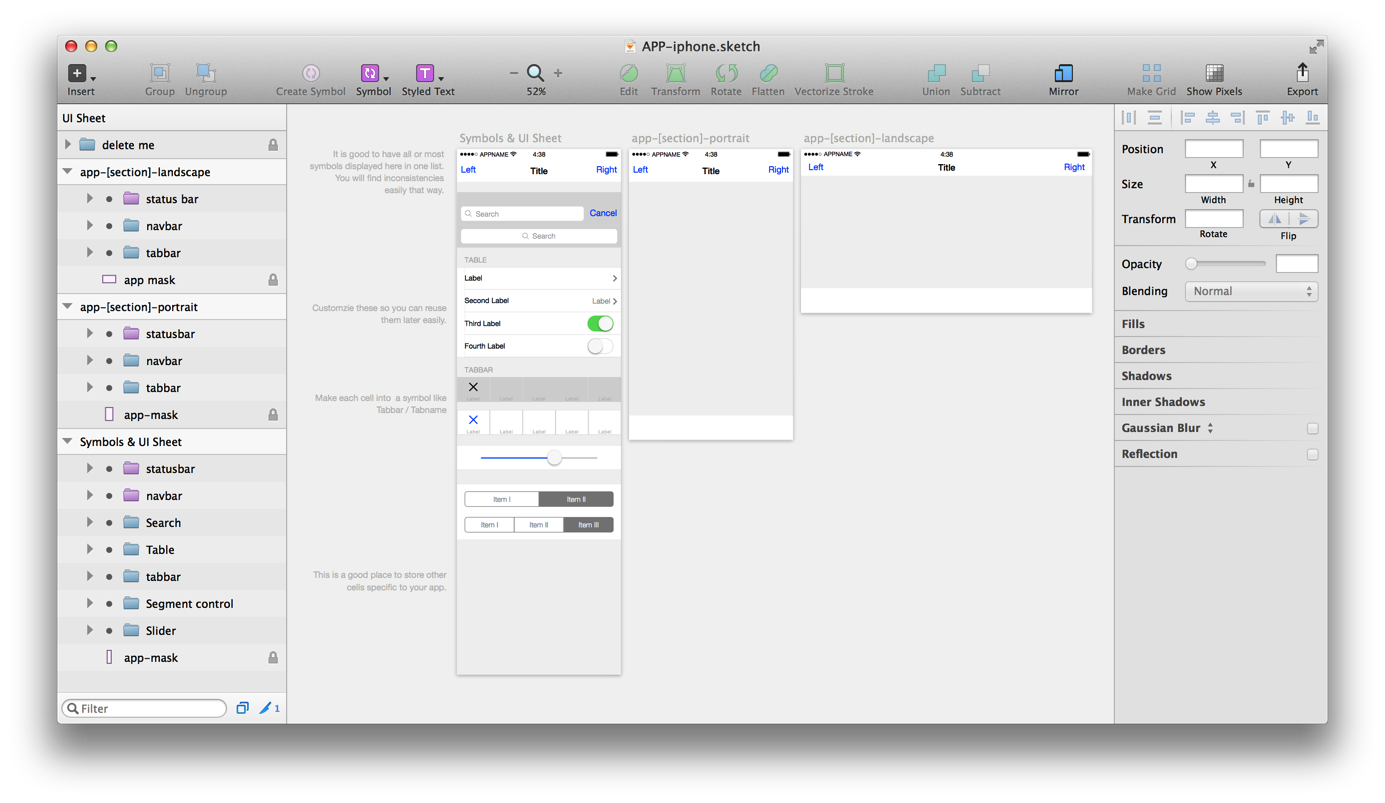 APP-iphone.sketch
Insert
Group
Ungroup
Create Symbol
Symbol
Styled Text
52%
Edit
Transform
Rotate
Flatten
Vectorize Stroke
Union
Subtract
Mirror
Make Grid
Show Pixels
Export
UI Sheet
delete me
app-[section]-landscape
status bar
navbar
tabbar
app mask
app-[section]-portrait
statusbar
navbar
tabbar
app-mask
Symbols & UI Sheet
statusbar
navbar
Search
Table
tabbar
Segment control
Slider
app-mask
Filter
1
It is good to have all or most
symbols displayed here in one list.
You will find inconsistencies
easily that way.
Customzie these so you can reuse
them later easily.
Make each cell into a symbol like
Tabbar / Tabname
This is a good place to store other
cells specific to your app.
Symbols & UI Sheet
APPNAME 4:38
Left Title Right
Search Cancel
Search
TABLE
Label
Second Label Label
Third Label
Fourth Label
TABBAR
Label Label Label Label Label
Label Label Label Label Label
Item I Item II
Item I Item II Item III
app-[section]-portrait
APPNAME 4:38
Left Title Right
app-[section]-landscape
APPNAME 4:38
Left Title Right
Position
X Y
Size
Width Height
Transform
Rotate Flip
Opacity
Blending Normal
Fills
Borders
Shadows
Inner Shadows
Gaussian Blur
Reflection